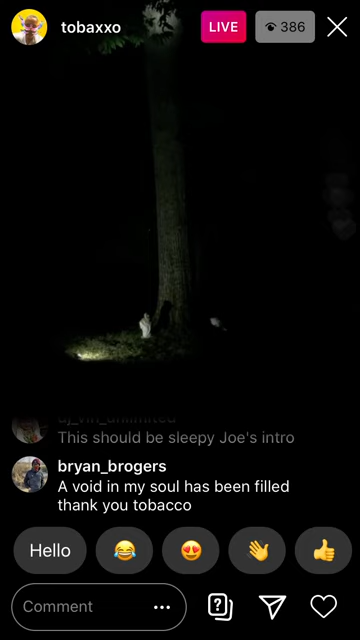 tobaxxo
LIVE
386
This should be sleepy Joe's intro
bryan_brogers
A void in my soul has been filled
thank you tobacco
Hello
Comment